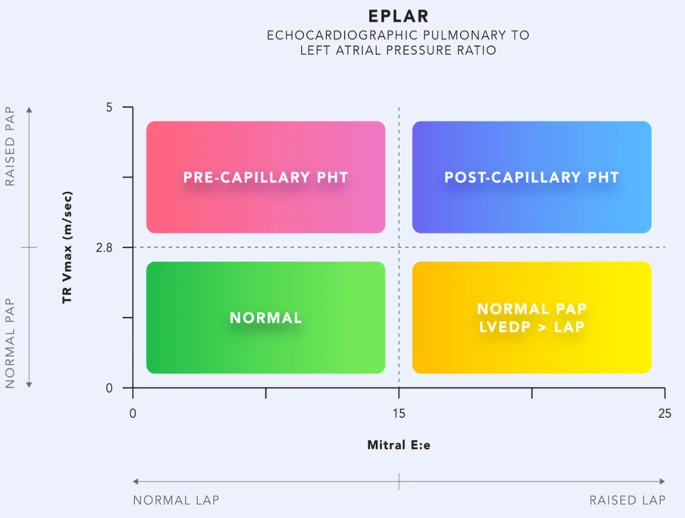 EPLAR
ECHOCARDIOGRAPHIC PULMONARY TO
LEFT ATRIAL PRESSURE RATIO
RAISED PAP
NORMAL PAP
TR Vmax (m/sec)
5
2.8
0
PRE-CAPILLARY PHT
POST-CAPILLARY PHT
NORMAL
NORMAL PAP
LVEDP > LAP
0
15
25
Mitral E:e
NORMAL LAP
RAISED LAP